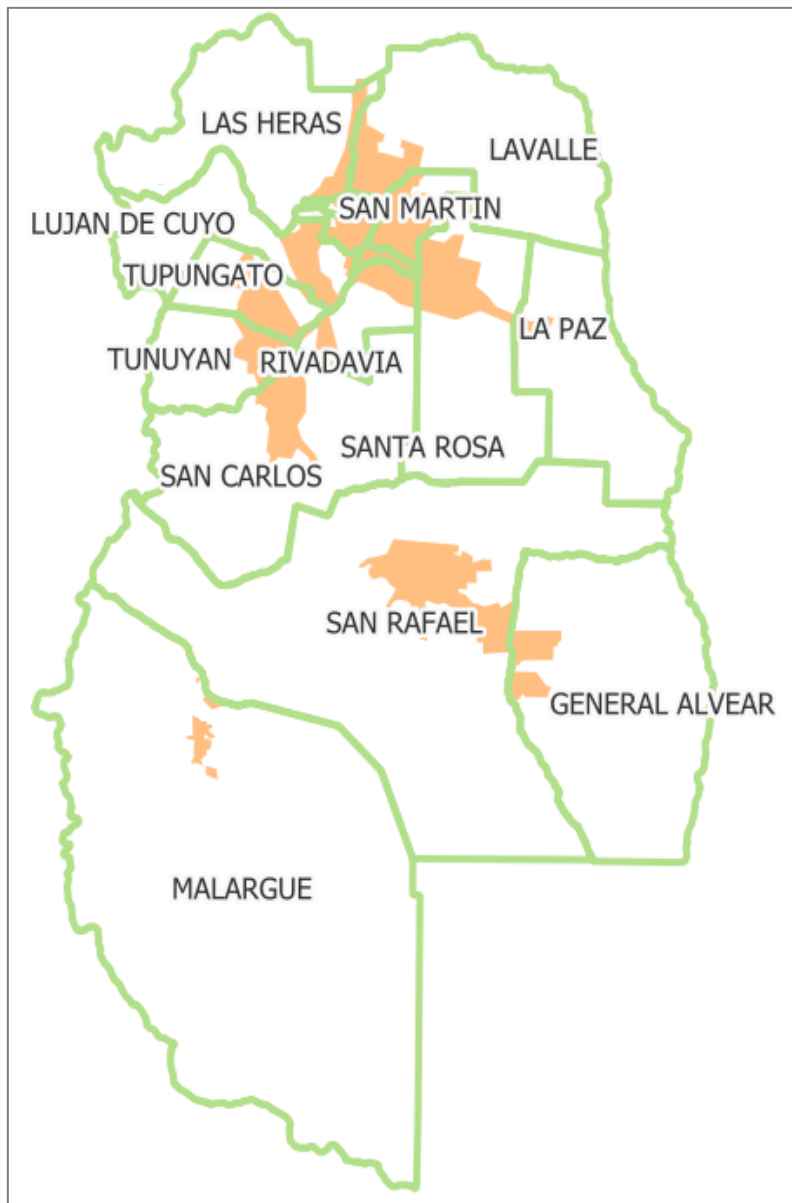 LAS HERAS
LAVALLE
SAN MARTIN
LUJAN DE CUYO
TUPUNGATO
LA PAZ
TUNUYAN
RIVADAVIA
SANTA ROSA
SAN CARLOS
SAN RAFAEL
GENERAL ALVEAR
MALARGUE